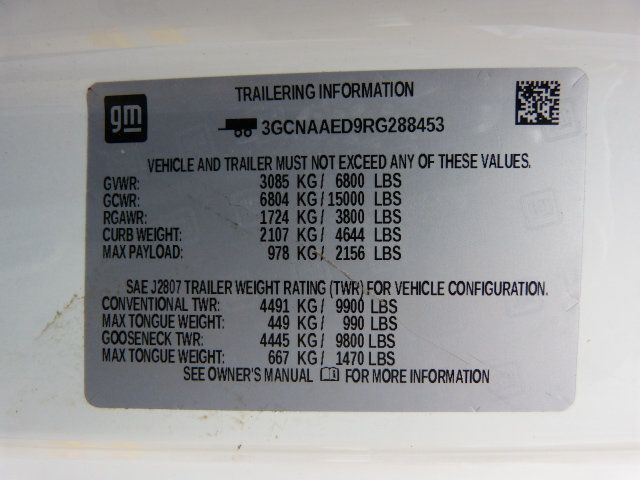 gm
TRAILERING INFORMATION
3GCNAAED9RG288453
VEHICLE AND TRAILER MUST NOT EXCEED ANY OF THESE VALUES.
GVWR: 3085 KG / 6800 LBS
GCWR: 6804 KG / 15000 LBS
RGAWR: 1724 KG / 3800 LBS
CURB WEIGHT: 2107 KG / 4644 LBS
MAX PAYLOAD: 978 KG / 2156 LBS
SAE J2807 TRAILER WEIGHT RATING (TWR) FOR VEHICLE CONFIGURATION.
CONVENTIONAL TWR: 4491 KG / 9900 LBS
MAX TONGUE WEIGHT: 449 KG / 990 LBS
GOOSENECK TWR: 4445 KG / 9800 LBS
MAX TONGUE WEIGHT: 667 KG / 1470 LBS
SEE OWNER'S MANUAL FOR MORE INFORMATION